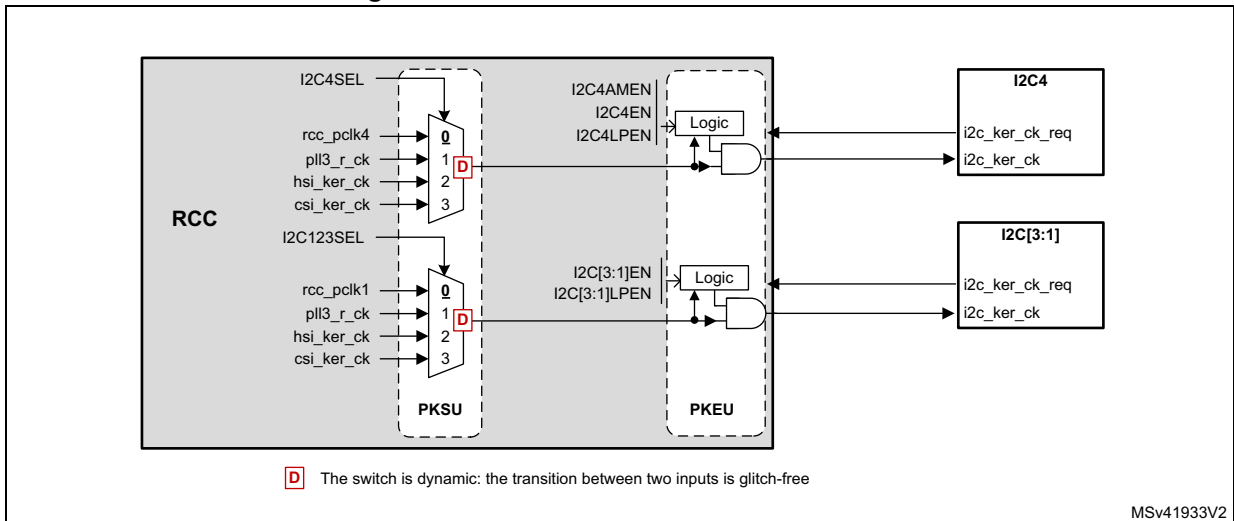 RCC
I2C4SEL
rcc_pclk4
pll3_r_ck
hsi_ker_ck
csi_ker_ck
0
1
2
3
D
I2C123SEL
rcc_pclk1
pll3_r_ck
hsi_ker_ck
csi_ker_ck
0
1
2
3
D
PKSU
I2C4AMEN
I2C4EN
I2C4LPEN
Logic
I2C[3:1]EN
I2C[3:1]LPEN
Logic
PKEU
I2C4
i2c_ker_ck_req
i2c_ker_ck
I2C[3:1]
i2c_ker_ck_req
i2c_ker_ck
D The switch is dynamic: the transition between two inputs is glitch-free
MSv41933V2